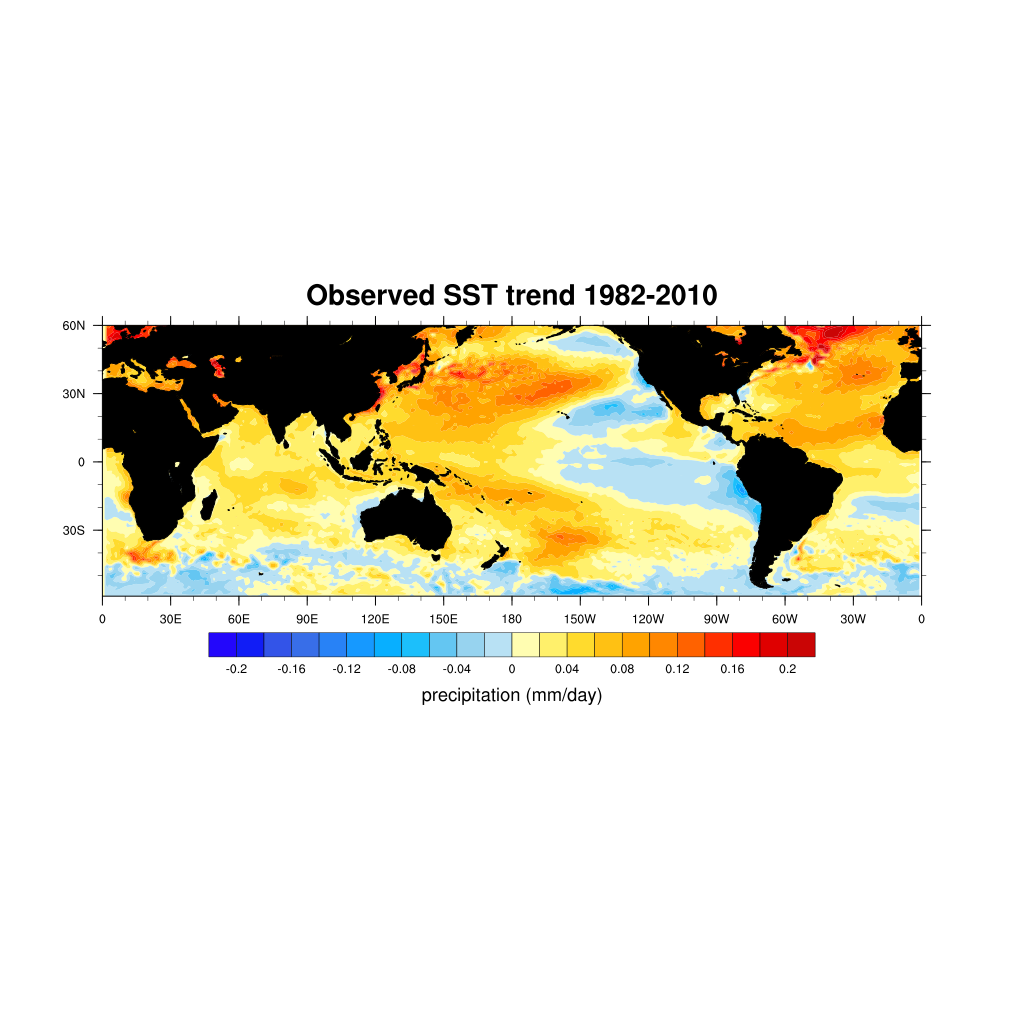 Observed SST trend 1982-2010
60N
30N
0
30S
0 30E 60E 90E 120E 150E 180 150W 120W 90W 60W 30W 0
-0.2 -0.16 -0.12 -0.08 -0.04 0 0.04 0.08 0.12 0.16 0.2
precipitation (mm/day)